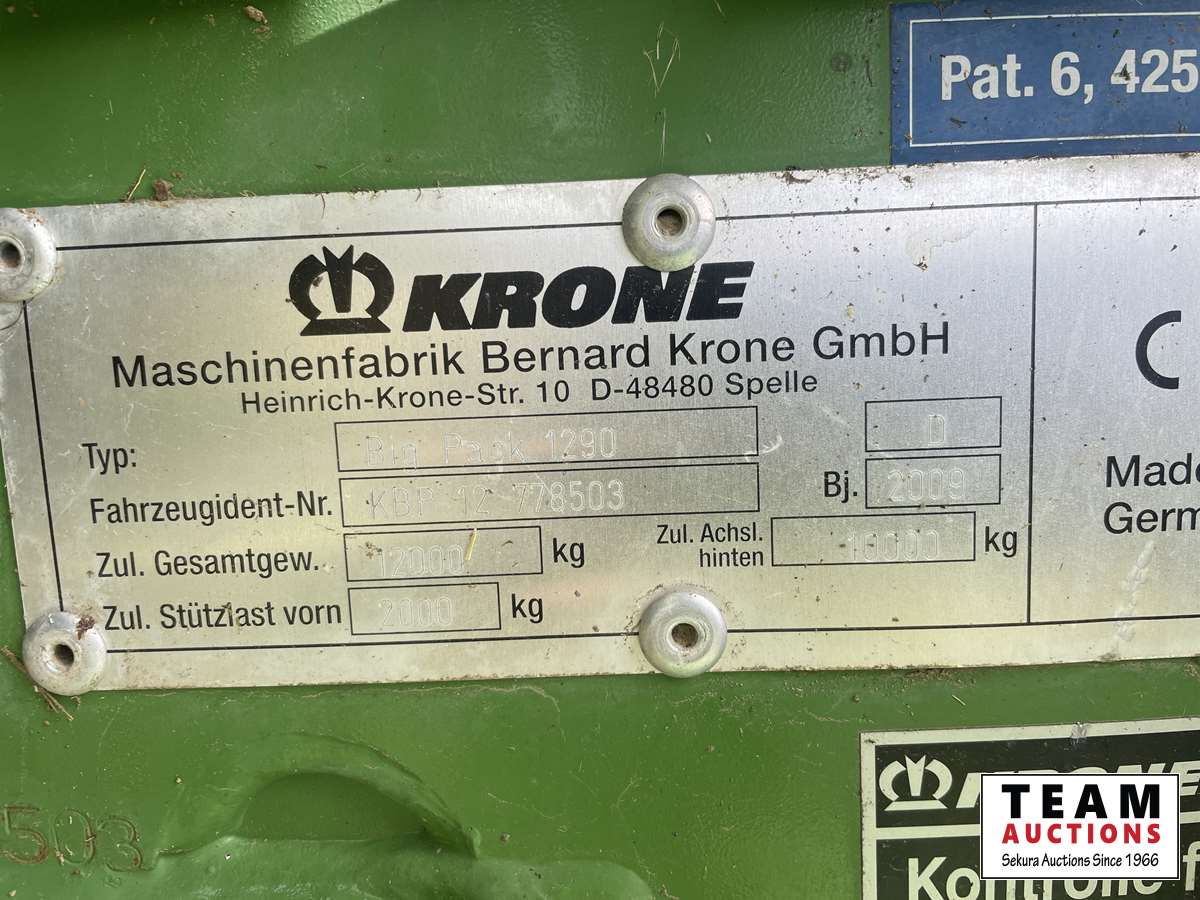 Pat. 6, 425
KRONE
Maschinenfabrik Bernard Krone GmbH
Heinrich-Krone-Str. 10 D-48480 Spelle
Typ: Big Pack 1290 D
Fahrzeugident-Nr. KBP 12 778503 Bj. 2009
Zul. Gesamtgew. 12000 kg Zul. Achsl. hinten 10000 kg
Zul. Stützlast vorn 2000 kg
C
Made
Germ
503
KRONE
Kontrolle f
TEAM
AUCTIONS
Sekura Auctions Since 1966